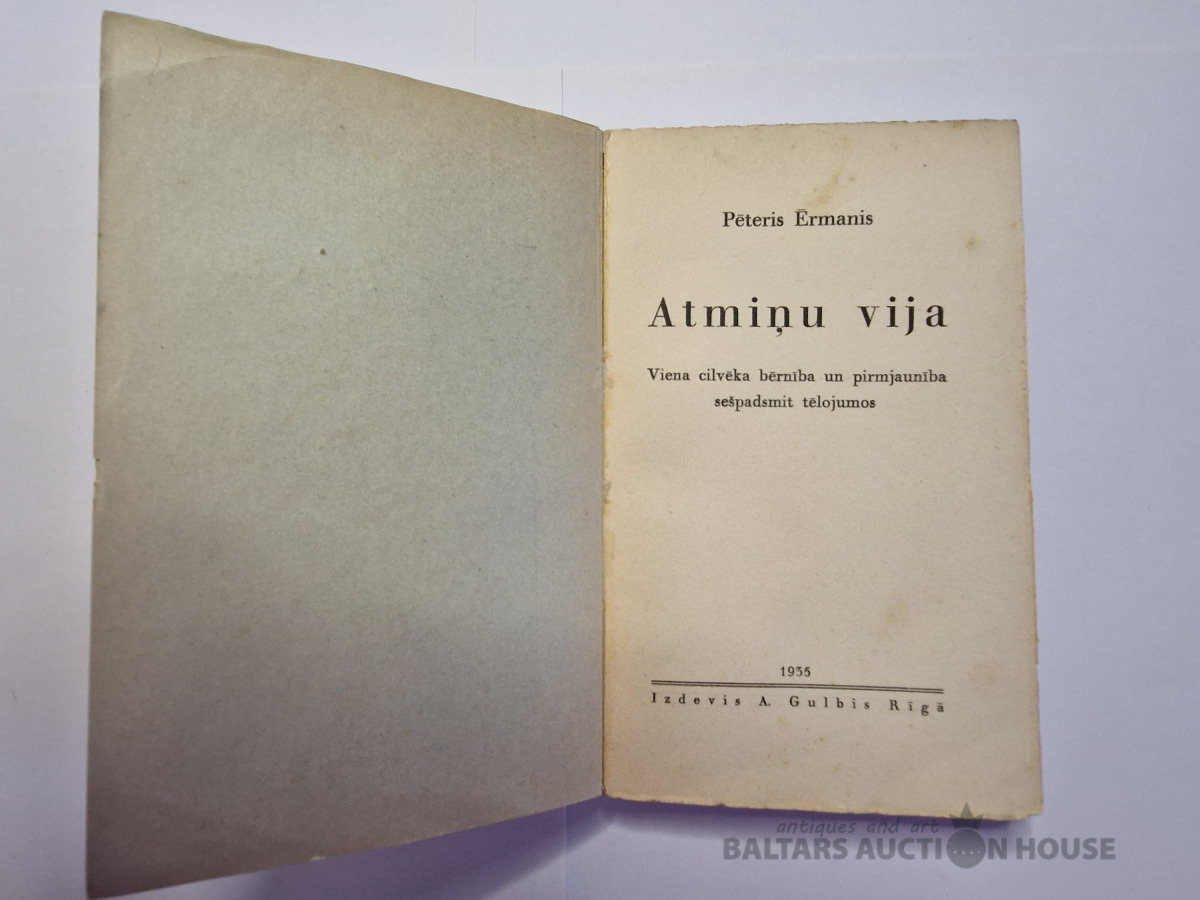 Pēteris Ērmanis
Atmiņu vija
Viena cilvēka bērnība un pirmjaunība
sešpadsmit tēlojumos
1935
Izdevis A. Gulbis Rīgā
antiques and art
BALTARS AUCTION HOUSE